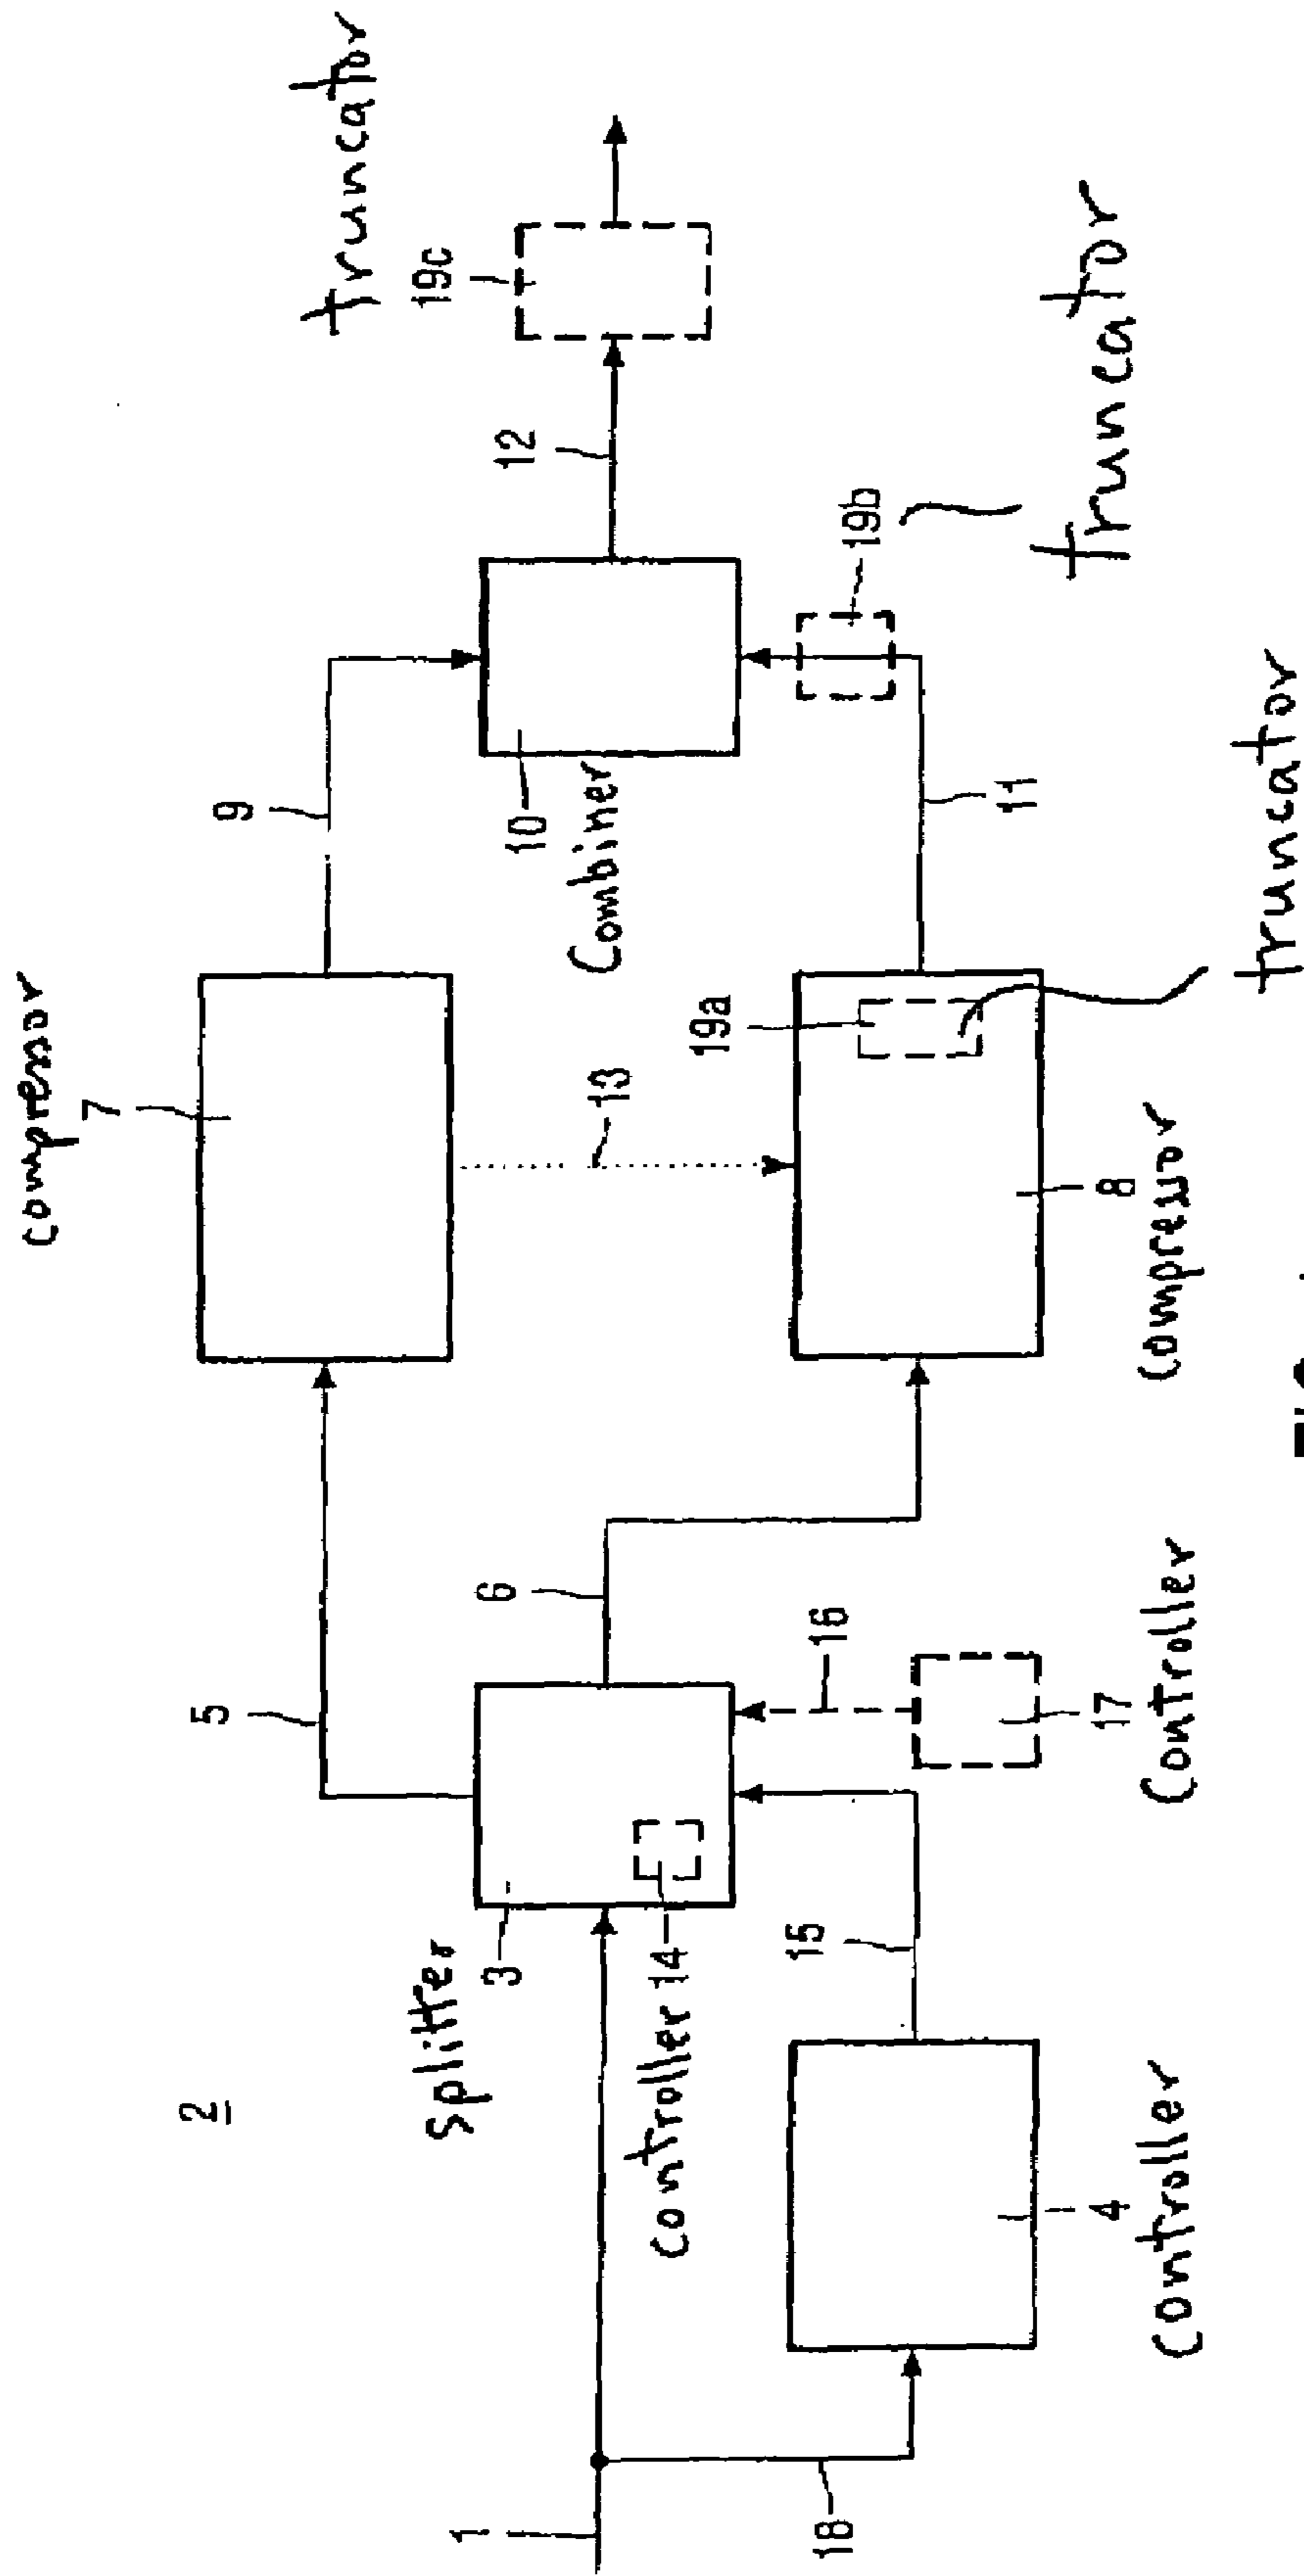 2
compressor
7
truncator
19c
5
9
12
Splitter
3
6
13
10
Combiner
Controller 14
19a
19b
truncator
1
15
16
11
18
4
Controller
17
Controller
8
compressor
truncator